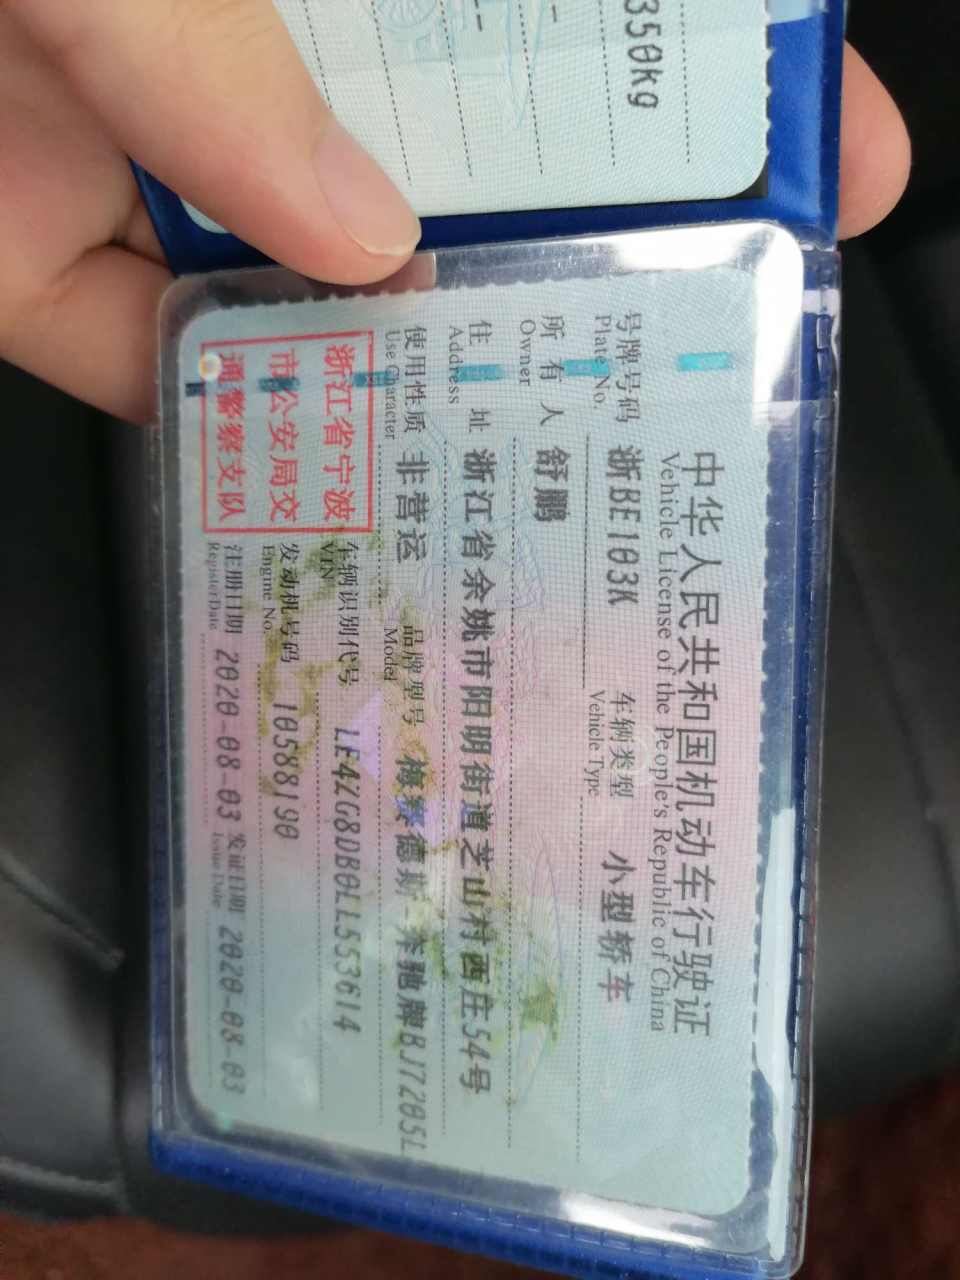 350kg
--
-
中华人民共和国机动车行驶证
Vehicle License of the People's Republic of China
号牌号码 浙BE103K 车辆类型 小型轿车
Plate No. Vehicle Type
所有人 舒鹏
Owner
住址 浙江省余姚市阳明街道芝山村西庄54号
Address
使用性质 非营运 品牌型号 梅赛德斯-奔驰牌BJ7205L
Use Character Model
浙江省宁波
市公安局交
通警察支队
车辆识别代号 LE4ZG8DB0LL553614
VIN
发动机号码 10588190
Engine No.
注册日期 2020-08-03 发证日期 2020-08-03
Register Date Issue Date